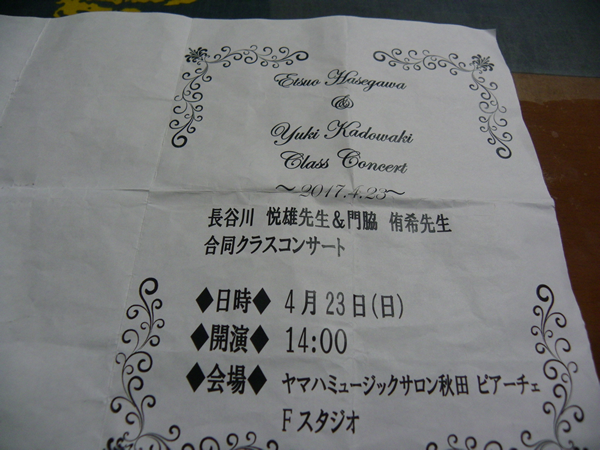 Etsuo Hasegawa
&
Yuki Kadowaki
Class Concert
～2017.4.23～
長谷川 悦雄先生＆門脇 侑希先生
合同クラスコンサート
◆日時◆ 4月23日(日)
◆開演◆ 14:00
◆会場◆ ヤマハミュージックサロン秋田 ピアーチェ
Fスタジオ